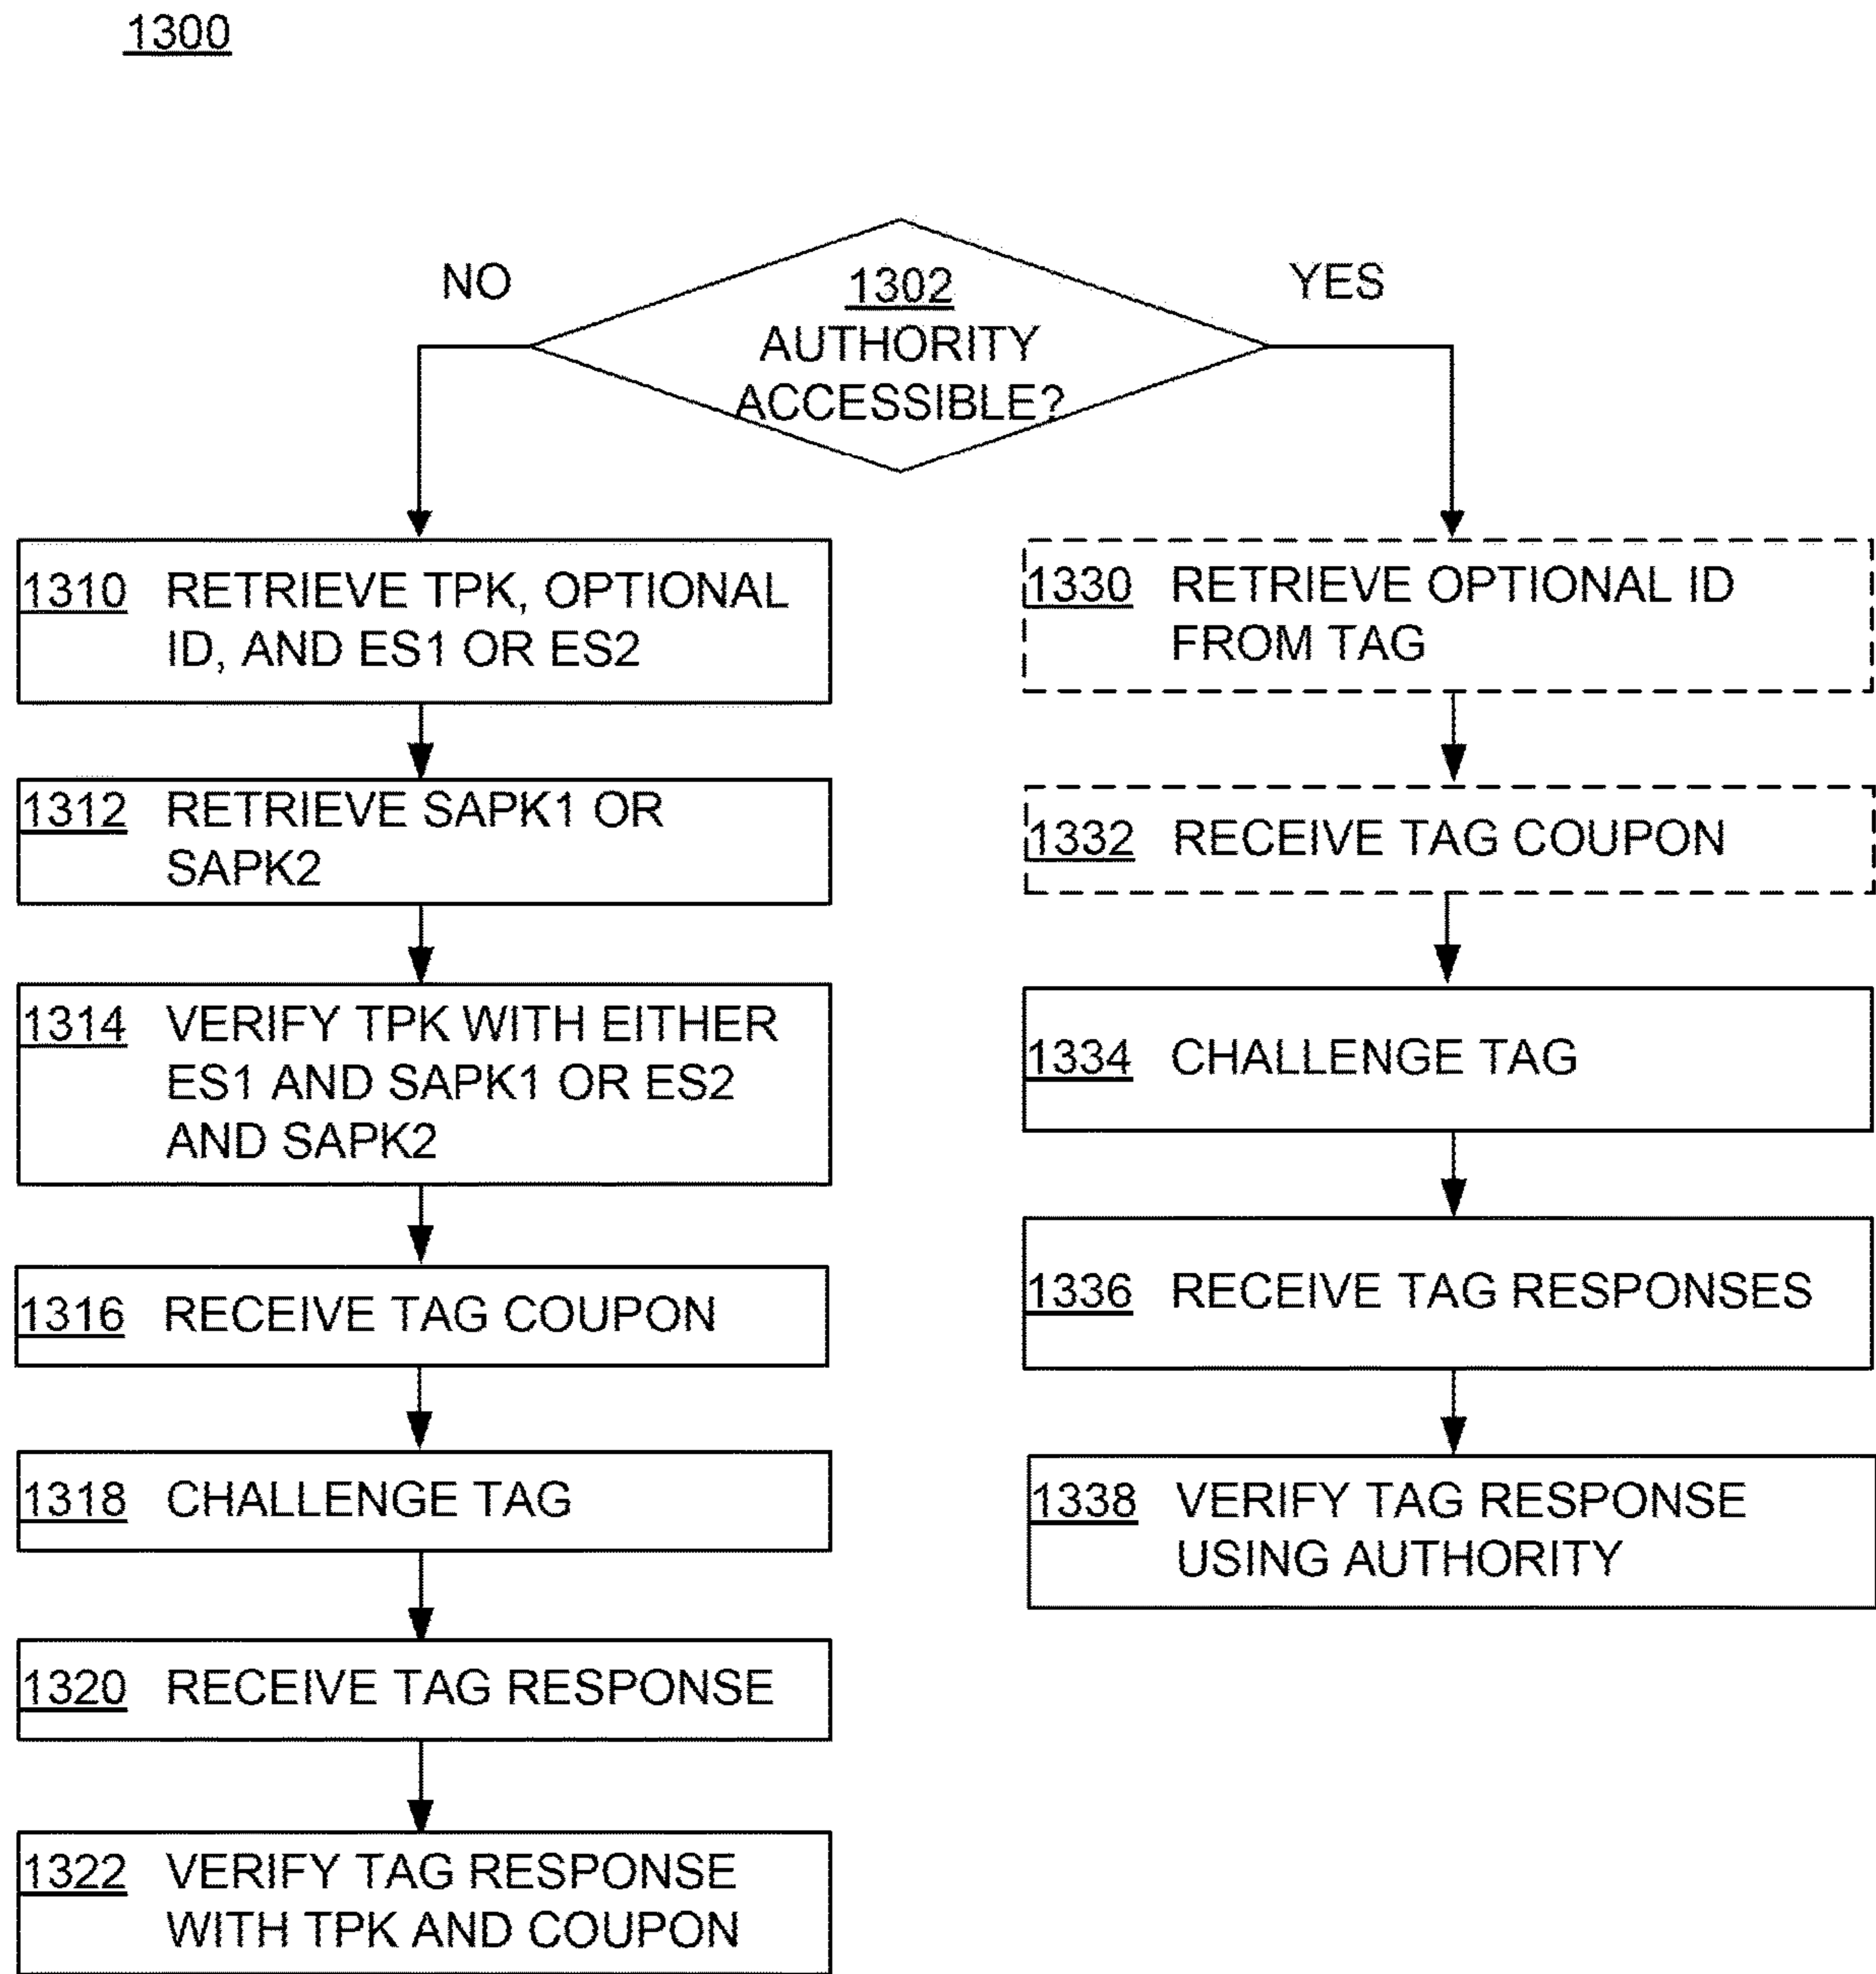 1300
NO
YES
1302
AUTHORITY
ACCESSIBLE?
1310 RETRIEVE TPK, OPTIONAL
ID, AND ES1 OR ES2
1312 RETRIEVE SAPK1 OR
SAPK2
1314 VERIFY TPK WITH EITHER
ES1 AND SAPK1 OR ES2
AND SAPK2
1316 RECEIVE TAG COUPON
1318 CHALLENGE TAG
1320 RECEIVE TAG RESPONSE
1322 VERIFY TAG RESPONSE
WITH TPK AND COUPON
1330 RETRIEVE OPTIONAL ID
FROM TAG
1332 RECEIVE TAG COUPON
1334 CHALLENGE TAG
1336 RECEIVE TAG RESPONSES
1338 VERIFY TAG RESPONSE
USING AUTHORITY